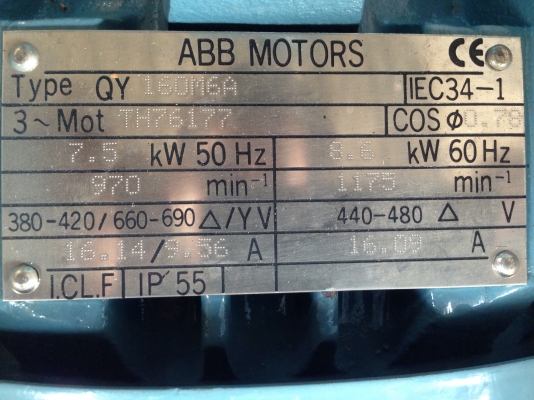 ABB MOTORS CE
Type QY 160M6A IEC34-1
3~Mot TH76177 COS ϕ 0.78
7.5 kW 50 Hz 8.6 kW 60 Hz
970 min⁻¹ 1175 min⁻¹
380-420/660-690 △/Y V 440-480 △ V
16.14/9.36 A 16.09 A
I.CL.F IP 55